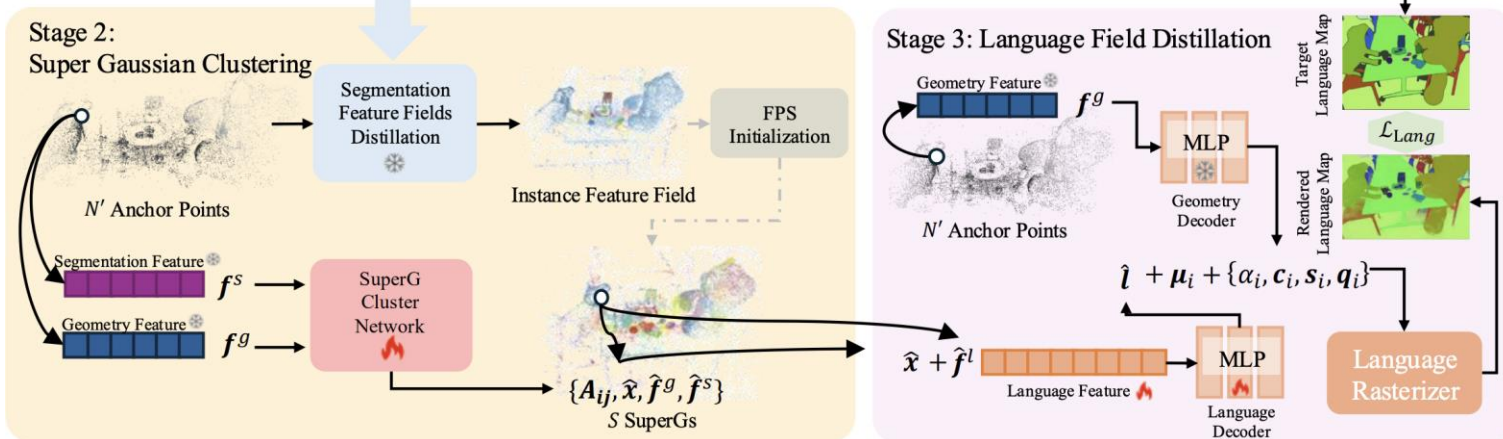 Stage 2:
Super Gaussian Clustering
Segmentation
Feature Fields
Distillation
FPS
Initialization
N′ Anchor Points
Instance Feature Field
Segmentation Feature
f^s
Geometry Feature
f^g
SuperG
Cluster
Network
{A_ij, x̂, f̂^g, f̂^s}
S SuperGs
Stage 3: Language Field Distillation
Geometry Feature
f^g
N′ Anchor Points
MLP
Geometry
Decoder
Target
Language Map
ℒ_Lang
Rendered
Language Map
l̂ + μ_i + {α_i, c_i, s_i, q_i}
x̂ + f̂^l
Language Feature
MLP
Language
Decoder
Language
Rasterizer